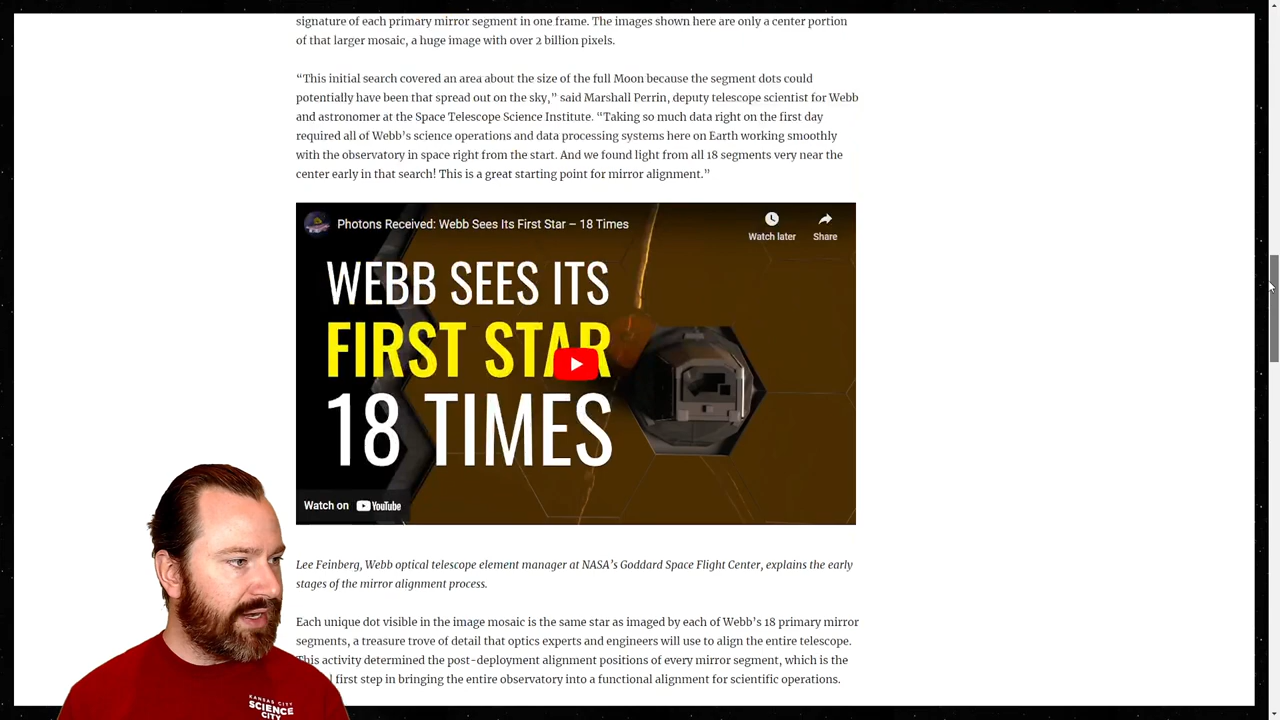 signature of each primary mirror segment in one frame. The images shown here are only a center portion
of that larger mosaic, a huge image with over 2 billion pixels.
“This initial search covered an area about the size of the full Moon because the segment dots could
potentially have been that spread out on the sky,” said Marshall Perrin, deputy telescope scientist for Webb
and astronomer at the Space Telescope Science Institute. “Taking so much data right on the first day
required all of Webb’s science operations and data processing systems here on Earth working smoothly
with the observatory in space right from the start. And we found light from all 18 segments very near the
center early in that search! This is a great starting point for mirror alignment.”
Photons Received: Webb Sees Its First Star – 18 Times
Watch later
Share
WEBB SEES ITS
FIRST STAR
18 TIMES
Watch on YouTube
Lee Feinberg, Webb optical telescope element manager at NASA’s Goddard Space Flight Center, explains the early
stages of the mirror alignment process.
Each unique dot visible in the image mosaic is the same star as imaged by each of Webb’s 18 primary mirror
segments, a treasure trove of detail that optics experts and engineers will use to align the entire telescope.
This activity determined the post-deployment alignment positions of every mirror segment, which is the
first step in bringing the entire observatory into a functional alignment for scientific operations.
KANSAS CITY
SCIENCE
CITY